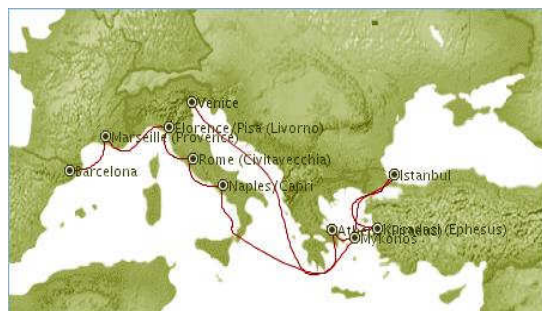 Venice
Florence/Pisa (Livorno)
Marseille (Provence)
Rome (Civitavecchia)
Barcelona
Istanbul
Naples/Capri
(Ephesus)
Mykonos